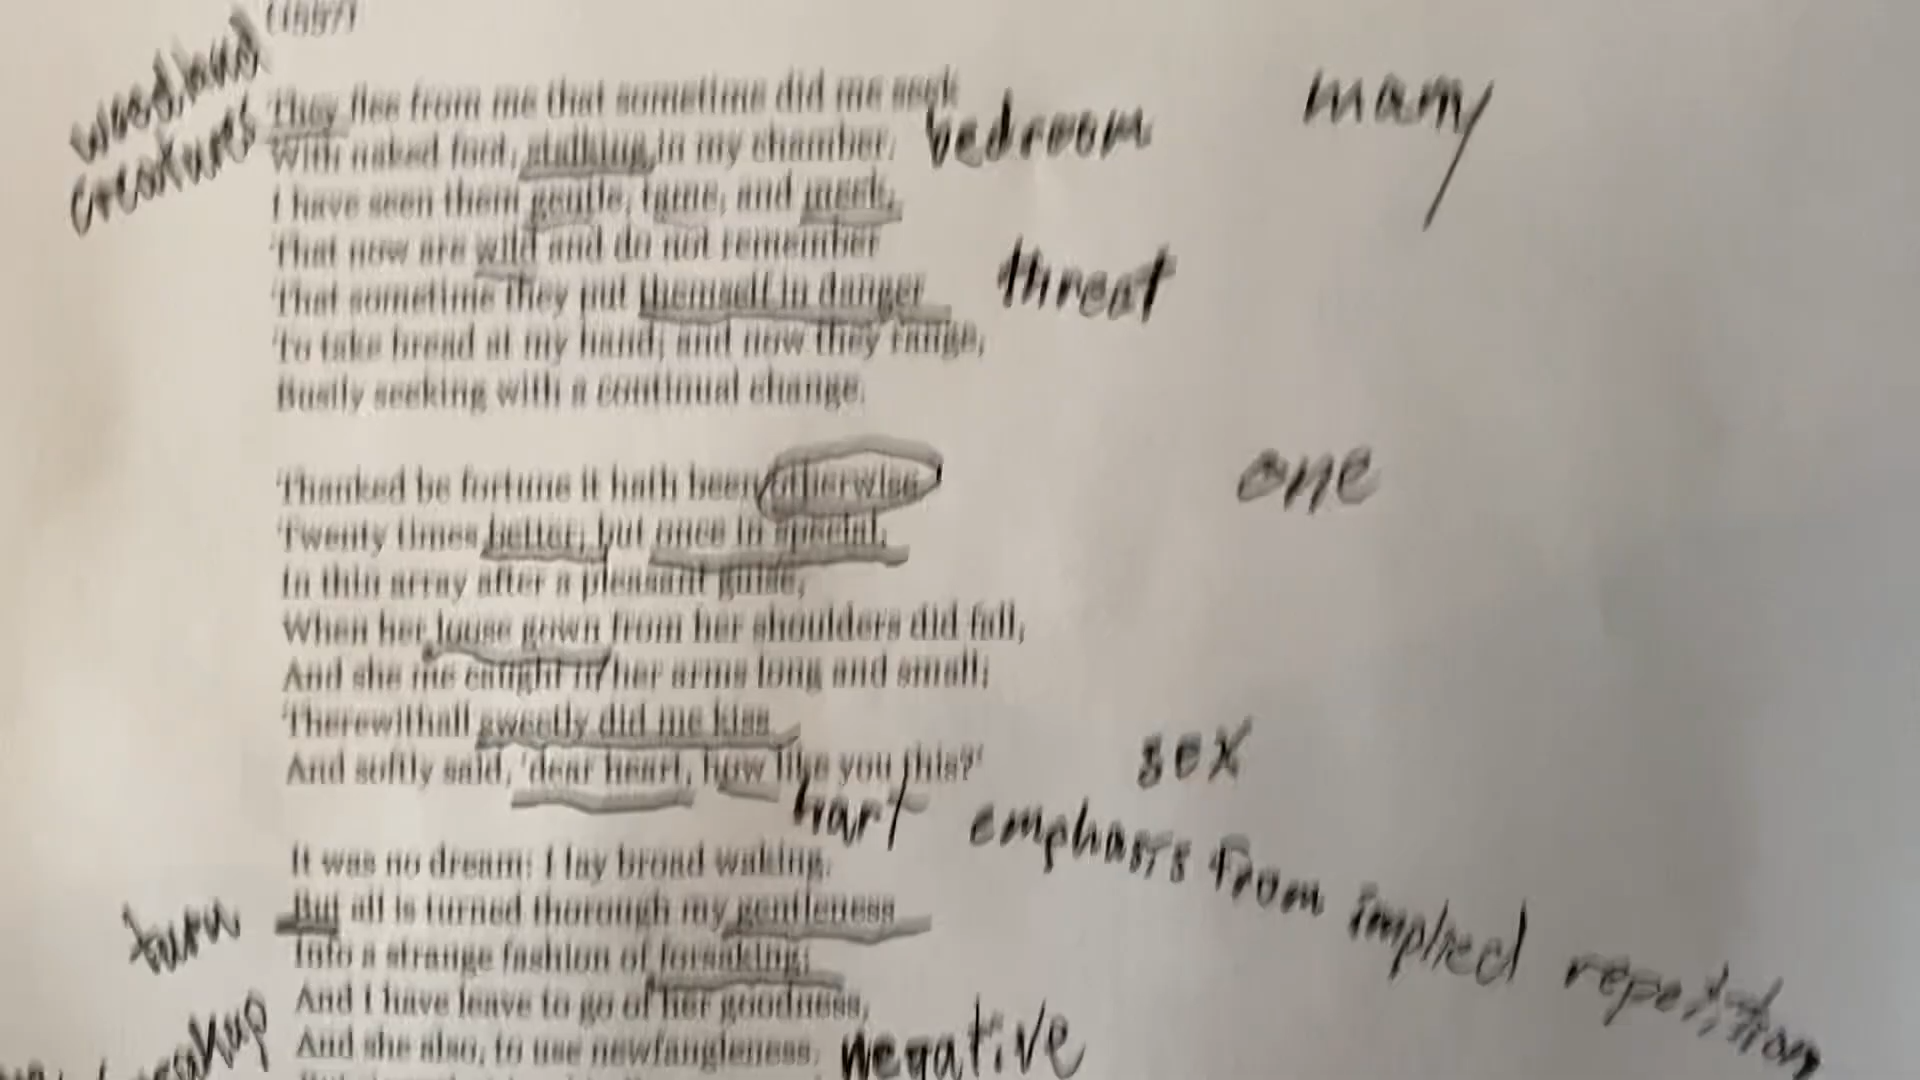 (1557)
woodland
creatures
They flee from me that sometime did me seek
bedroom
many
With naked foot, stalking in my chamber.
I have seen them gentle, tame, and meek,
That now are wild and do not remember
threat
That sometime they put themself in danger
To take bread at my hand; and now they range,
Busily seeking with a continual change.
Thanked be fortune it hath been otherwise
one
Twenty times better; but once in special,
In thin array after a pleasant guise,
When her loose gown from her shoulders did fall,
And she me caught in her arms long and small;
Therewithall sweetly did me kiss
sex
And softly said, 'dear heart, how like you this?'
hart
emphasis from implied repetition
It was no dream: I lay broad waking.
turn
But all is turned thorough my gentleness
Into a strange fashion of forsaking;
And I have leave to go of her goodness,
And she also, to use newfangleness.
negative